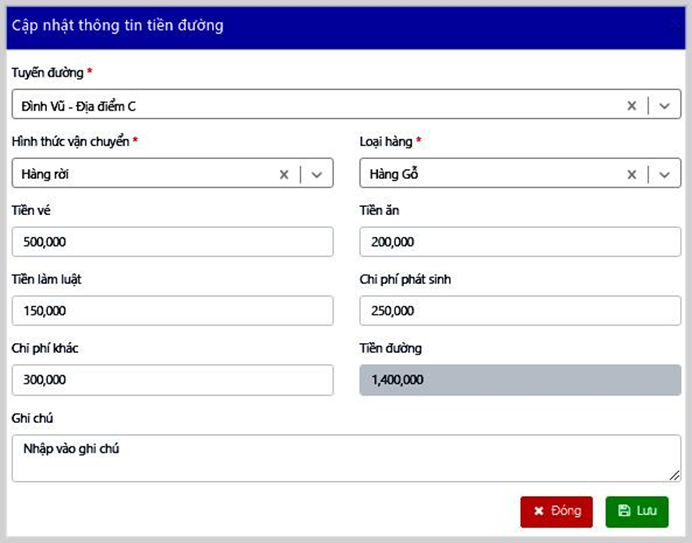 Cập nhật thông tin tiền đường
Tuyến đường *
Đình Vũ - Địa điểm C
Hình thức vận chuyển * Loại hàng *
Hàng rời Hàng Gỗ
Tiền vé Tiền ăn
500,000 200,000
Tiền làm luật Chi phí phát sinh
150,000 250,000
Chi phí khác Tiền đường
300,000 1,400,000
Ghi chú
Nhập vào ghi chú
Đóng Lưu